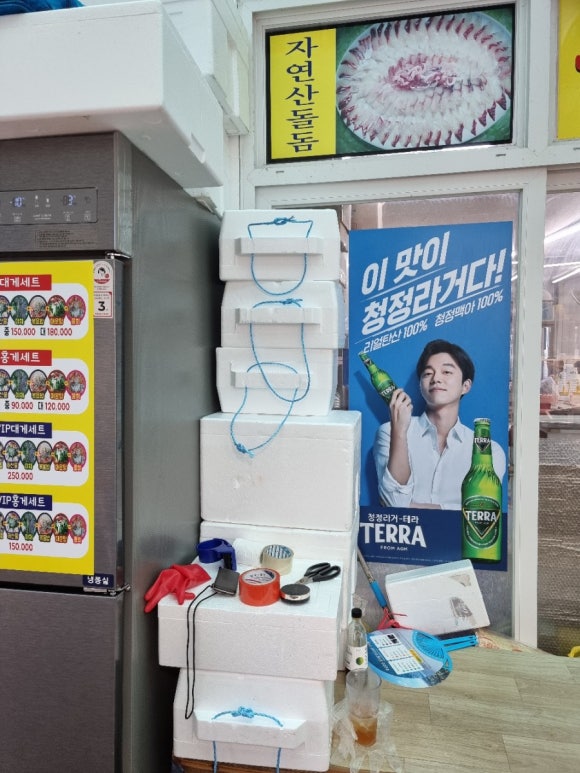 자연산돌돔
이 맛이
청정라거다!
리얼탄산 100% 청정맥아 100%
TERRA
TERRA
청정라거-테라
TERRA
FROM AGM
대게세트
중 150,000 대 180,000
홍게세트
중 90,000 대 120,000
VIP대게세트
250,000
VIP홍게세트
150,000
냉동실
3